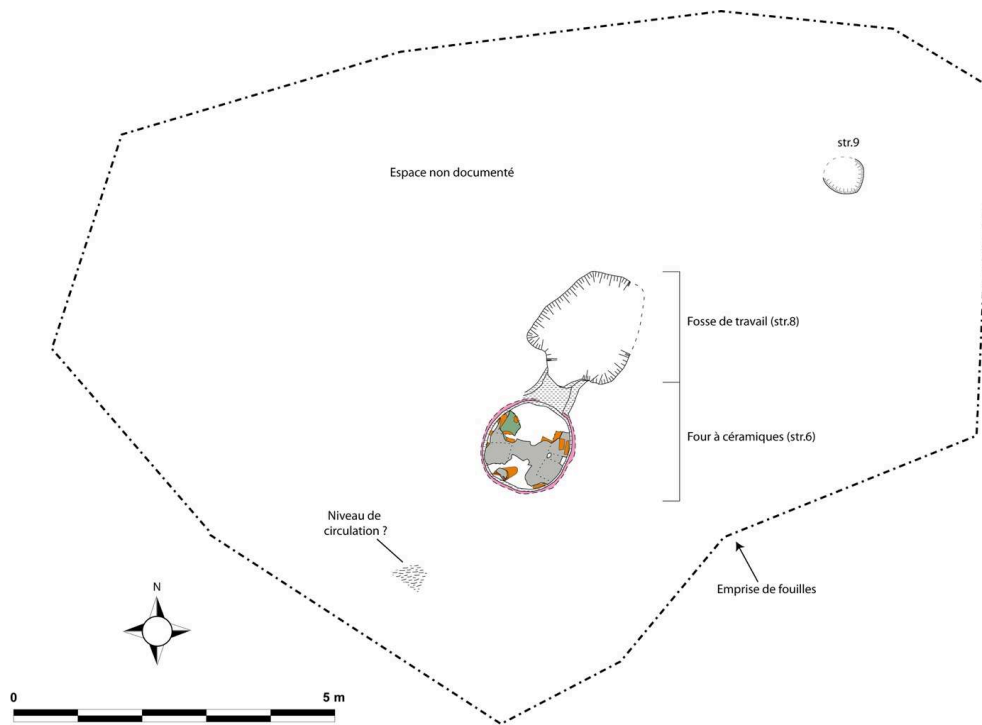 str.9
Espace non documenté
Fosse de travail (str.8)
Four à céramiques (str.6)
Niveau de
circulation ?
Emprise de fouilles
N
0 5 m